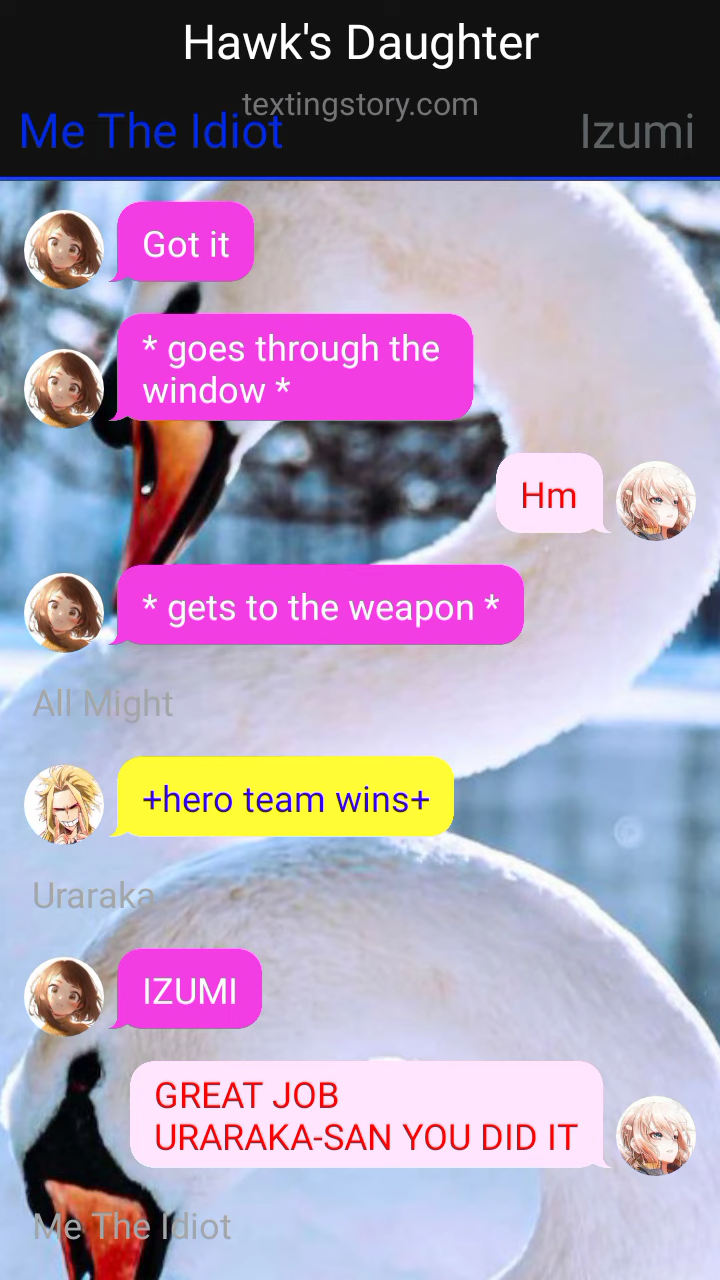 Hawk's Daughter
textingstory.com
Me The Idiot
Izumi
Got it
* goes through the
window *
Hm
* gets to the weapon *
All Might
+hero team wins+
Uraraka
IZUMI
GREAT JOB
URARAKA-SAN YOU DID IT
Me The Idiot